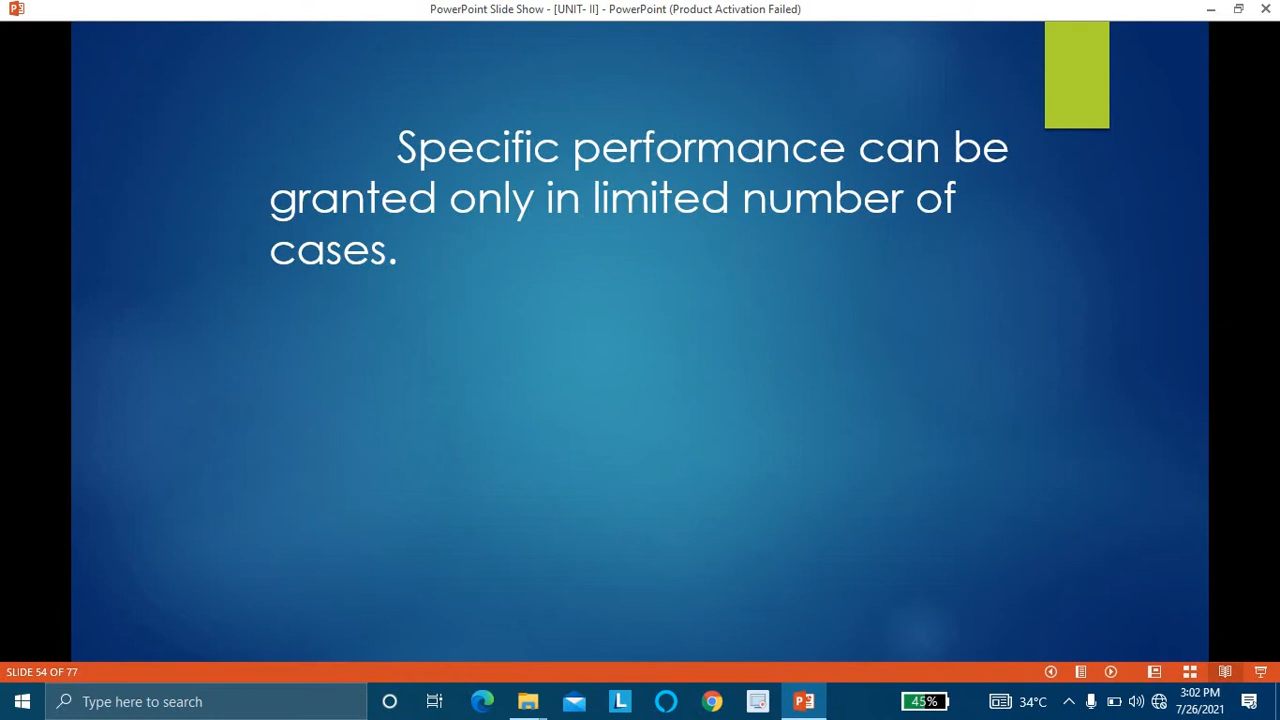 PowerPoint Slide Show - [UNIT- II] - PowerPoint (Product Activation Failed)
Specific performance can be
granted only in limited number of
cases.
SLIDE 54 OF 77
Type here to search
L
45%
34°C
3:02 PM
7/26/2021